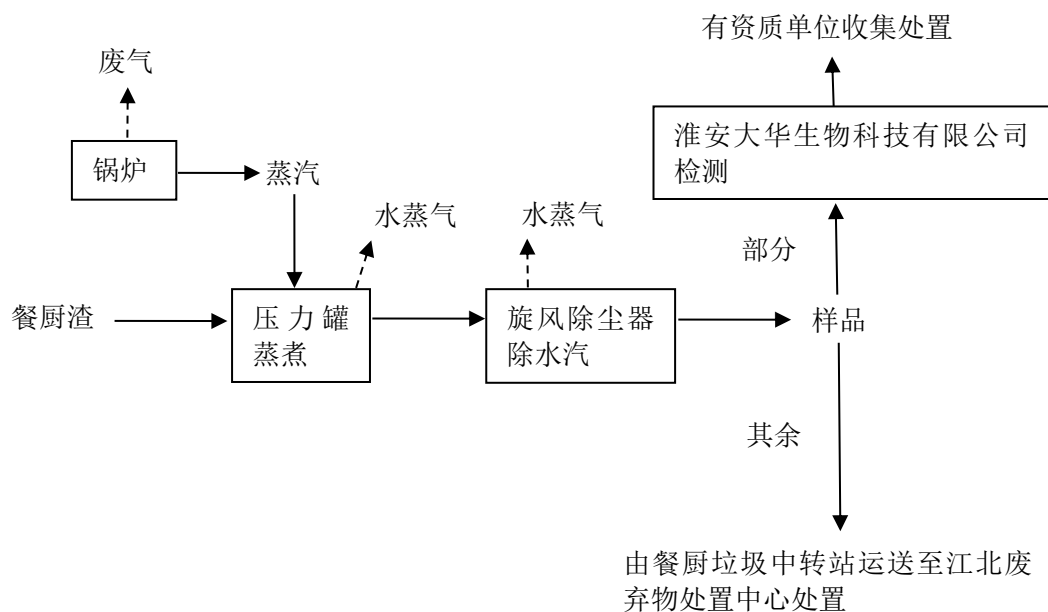 有资质单位收集处置
废气
淮安大华生物科技有限公司
检测
锅炉
蒸汽
水蒸气
水蒸气
部分
餐厨渣
压力罐
蒸煮
旋风除尘器
除水汽
样品
其余
由餐厨垃圾中转站运送至江北废
弃物处置中心处置